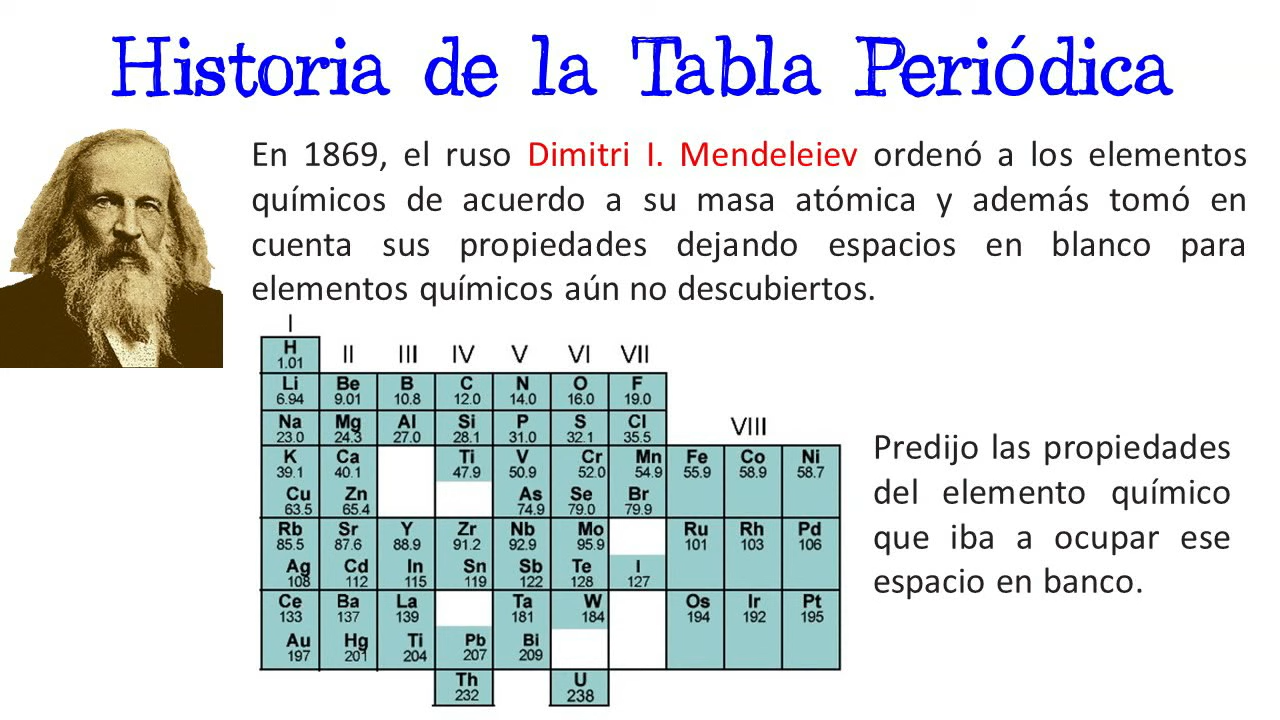 Historia de la Tabla Periódica
En 1869, el ruso Dimitri I. Mendeleiev ordenó a los elementos
químicos de acuerdo a su masa atómica y además tomó en
cuenta sus propiedades dejando espacios en blanco para
elementos químicos aún no descubiertos.
I
H II III IV V VI VII
1.01
Li Be B C N O F
6.94 9.01 10.8 12.0 14.0 16.0 19.0
Na Mg Al Si P S Cl
23.0 24.3 27.0 28.1 31.0 32.1 35.5
VIII
K Ca Ti V Cr Mn Fe Co Ni
39.1 40.1 47.9 50.9 52.0 54.9 55.9 58.9 58.7
Cu Zn As Se Br
63.5 65.4 74.9 79.0 79.9
Rb Sr Y Zr Nb Mo Ru Rh Pd
85.5 87.6 88.9 91.2 92.9 95.9 101 103 106
Ag Cd In Sn Sb Te I
108 112 115 119 122 128 127
Ce Ba La Ta W Os Ir Pt
133 137 139 181 184 194 192 195
Au Hg Ti Pb Bi
197 201 204 207 209
Th U
232 238
Predijo las propiedades
del elemento químico
que iba a ocupar ese
espacio en banco.